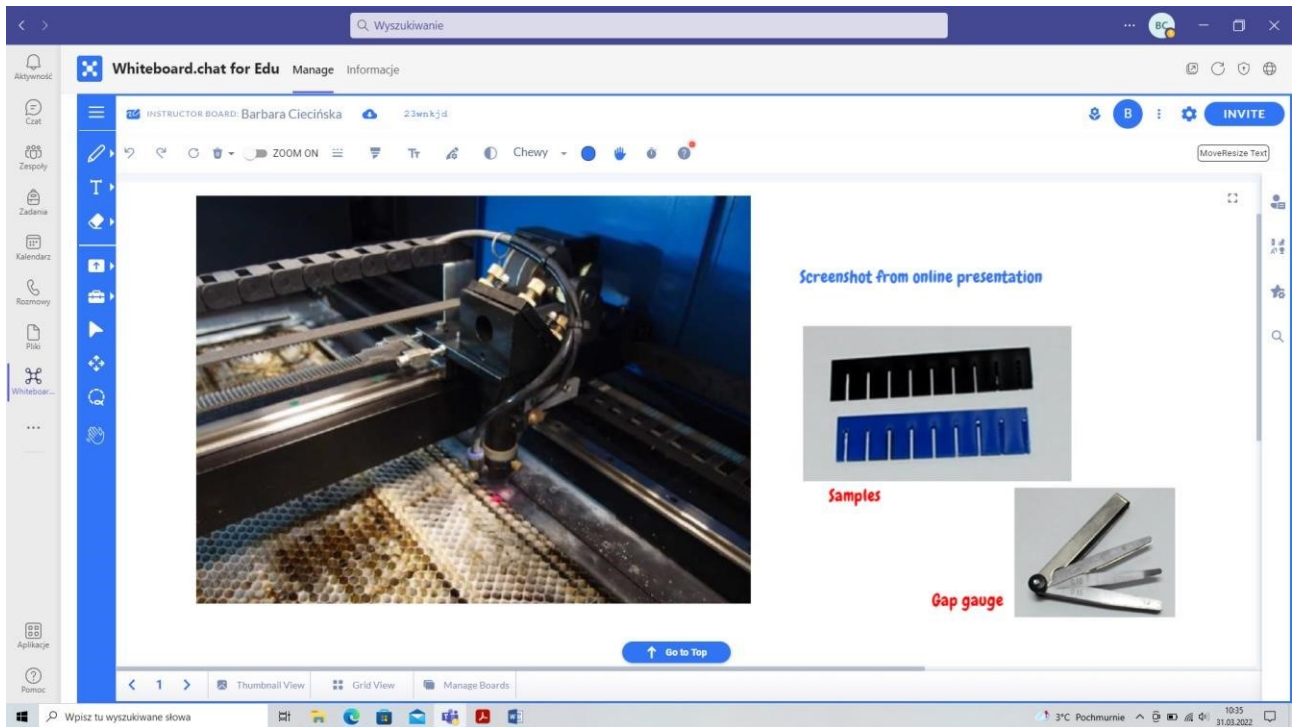 Wyszukiwanie
BC
Aktywność
Czat
Zespoły
Zadania
Kalendarz
Rozmowy
Pliki
Whiteboar...
Aplikacje
Pomoc
Whiteboard.chat for Edu Manage Informacje
INSTRUCTOR BOARD: Barbara Ciecińska 23wnkjd
B
INVITE
ZOOM ON
Tт
Chewy
MoveResize Text
T
Screenshot from online presentation
Samples
Gap gauge
Go to Top
1 Thumbnail View Grid View Manage Boards
Wpisz tu wyszukiwane słowa
3°C Pochmurnie
10:35
31.03.2022